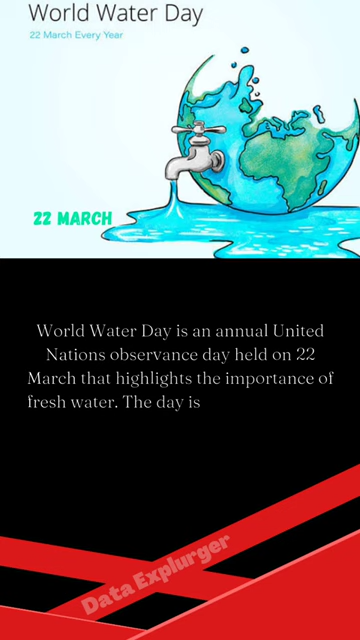 World Water Day
22 March Every Year
22 MARCH
World Water Day is an annual United
Nations observance day held on 22
March that highlights the importance of
fresh water. The day is
Data Explurger